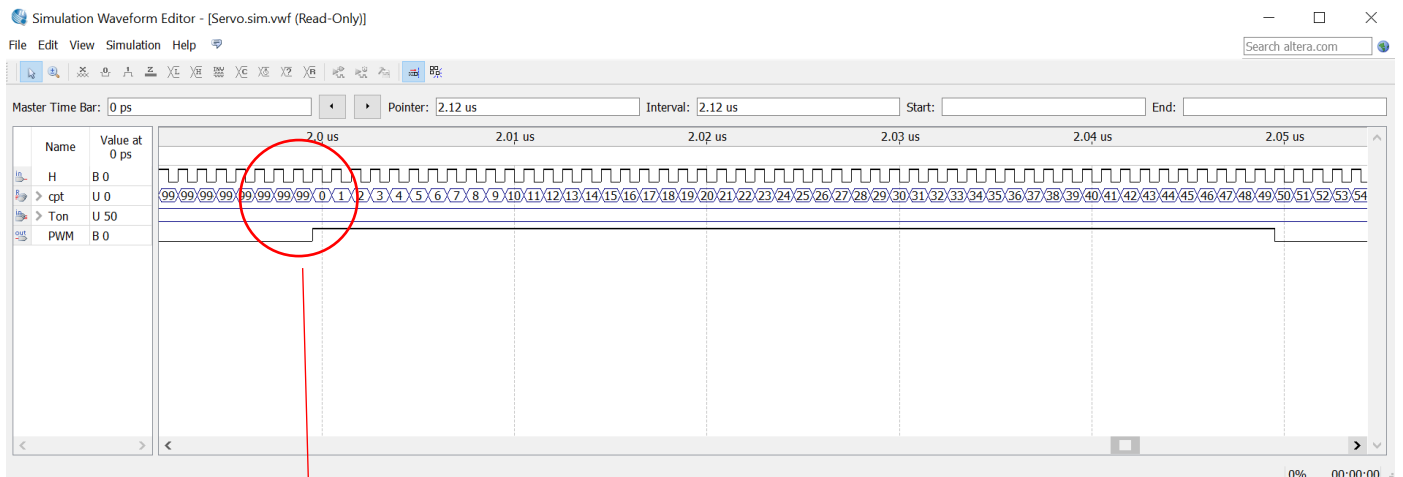 Simulation Waveform Editor - [Servo.sim.vwf (Read-Only)]
File Edit View Simulation Help
Search altera.com
Master Time Bar: 0 ps Pointer: 2.12 us Interval: 2.12 us Start: End:
Name Value at 0 ps 2.0 us 2.01 us 2.02 us 2.03 us 2.04 us 2.05 us
in H B 0
R cpt U 0 99 99 99 99 99 99 99 99 0 1 2 3 4 5 6 7 8 9 10 11 12 13 14 15 16 17 18 19 20 21 22 23 24 25 26 27 28 29 30 31 32 33 34 35 36 37 38 39 40 41 42 43 44 45 46 47 48 49 50 51 52 53 54
in Ton U 50
out PWM B 0
0% 00:00:00